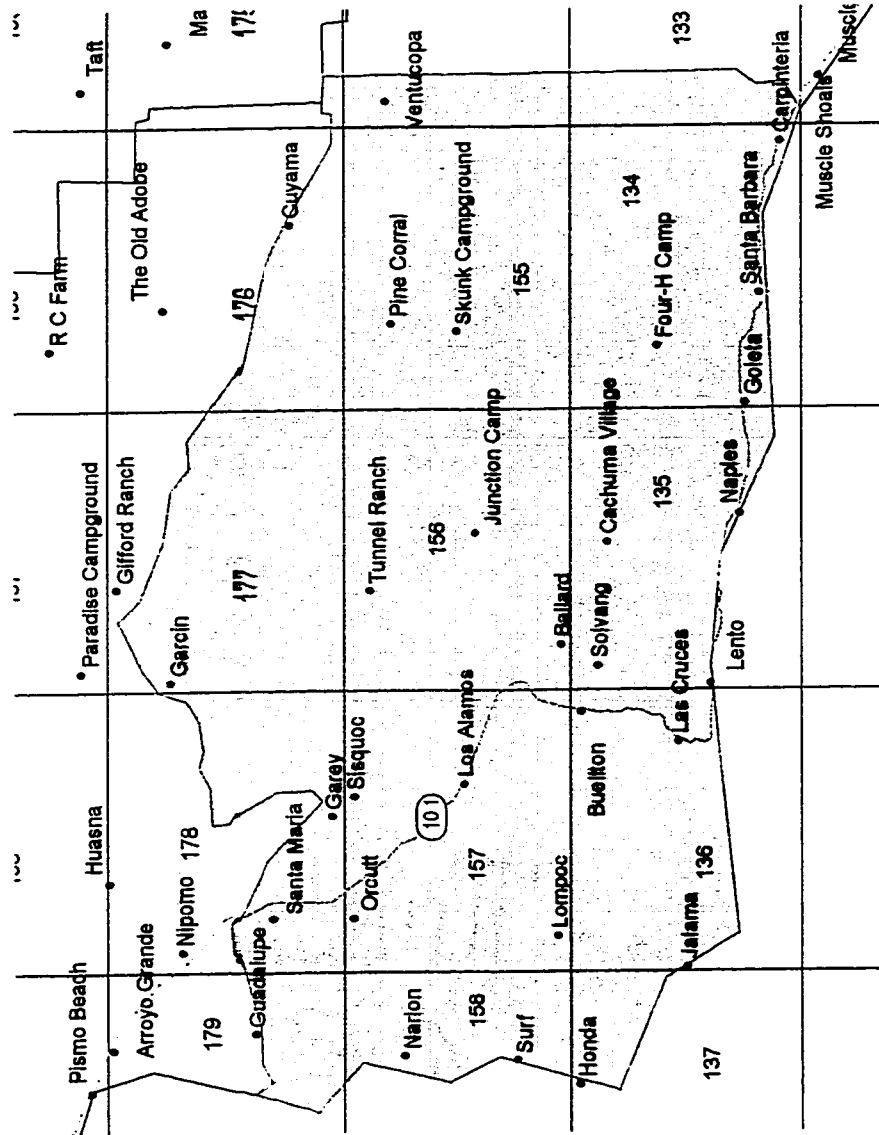 Pismo Beach
Huasna
Paradise Campground
R C Farm
Taft
Arroyo Grande
Gifford Ranch
The Old Adobe
Nipomo
178
Garcin
Ma
179
177
176
175
Guadalupe
Santa Maria
Cuyama
Garey
Sisquoc
Orcutt
Tunnel Ranch
Pine Corral
Ventucopa
Narlon
101
156
Los Alamos
Skunk Campground
158
157
Junction Camp
155
Surf
Lompoc
Ballard
Honda
Buellton
Solvang
Cachuma Village
134
135
Four-H Camp
133
Jalama
Las Cruces
136
137
Lento
Naples
Goleta
Santa Barbara
Carpinteria
Muscle Shoals